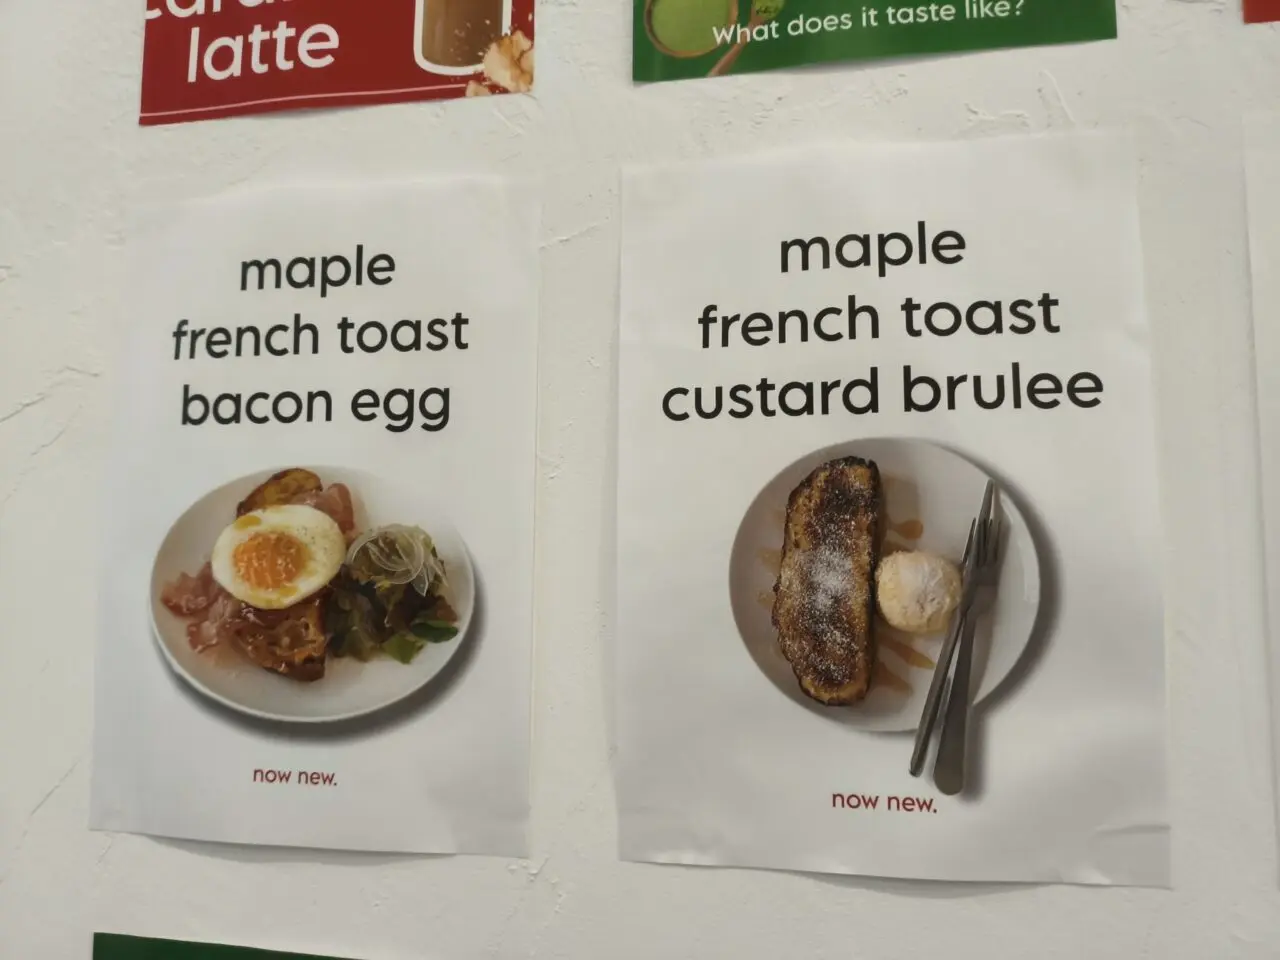 latte
What does it taste like?
maple
french toast
bacon egg
now new.
maple
french toast
custard brulee
now new.